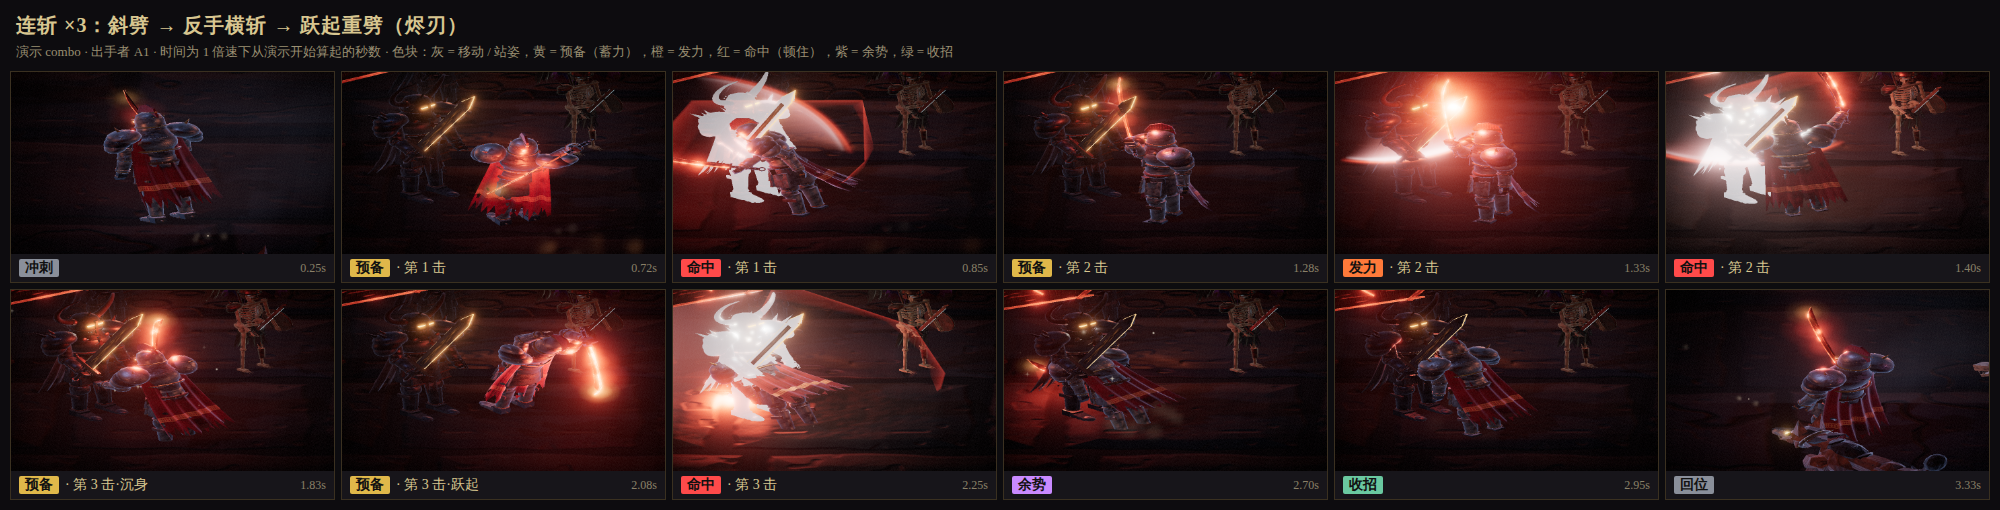 连斩 ×3：斜劈 → 反手横斩 → 跃起重劈（烬刃）
演示 combo · 出手者 A1 · 时间为 1 倍速下从演示开始算起的秒数 · 色块：灰 = 移动 / 站姿，黄 = 预备（蓄力），橙 = 发力，红 = 命中（顿住），紫 = 余势，绿 = 收招
冲刺 0.25s
预备 · 第 1 击 0.72s
命中 · 第 1 击 0.85s
预备 · 第 2 击 1.28s
发力 · 第 2 击 1.33s
命中 · 第 2 击 1.40s
预备 · 第 3 击·沉身 1.83s
预备 · 第 3 击·跃起 2.08s
命中 · 第 3 击 2.25s
余势 2.70s
收招 2.95s
回位 3.33s